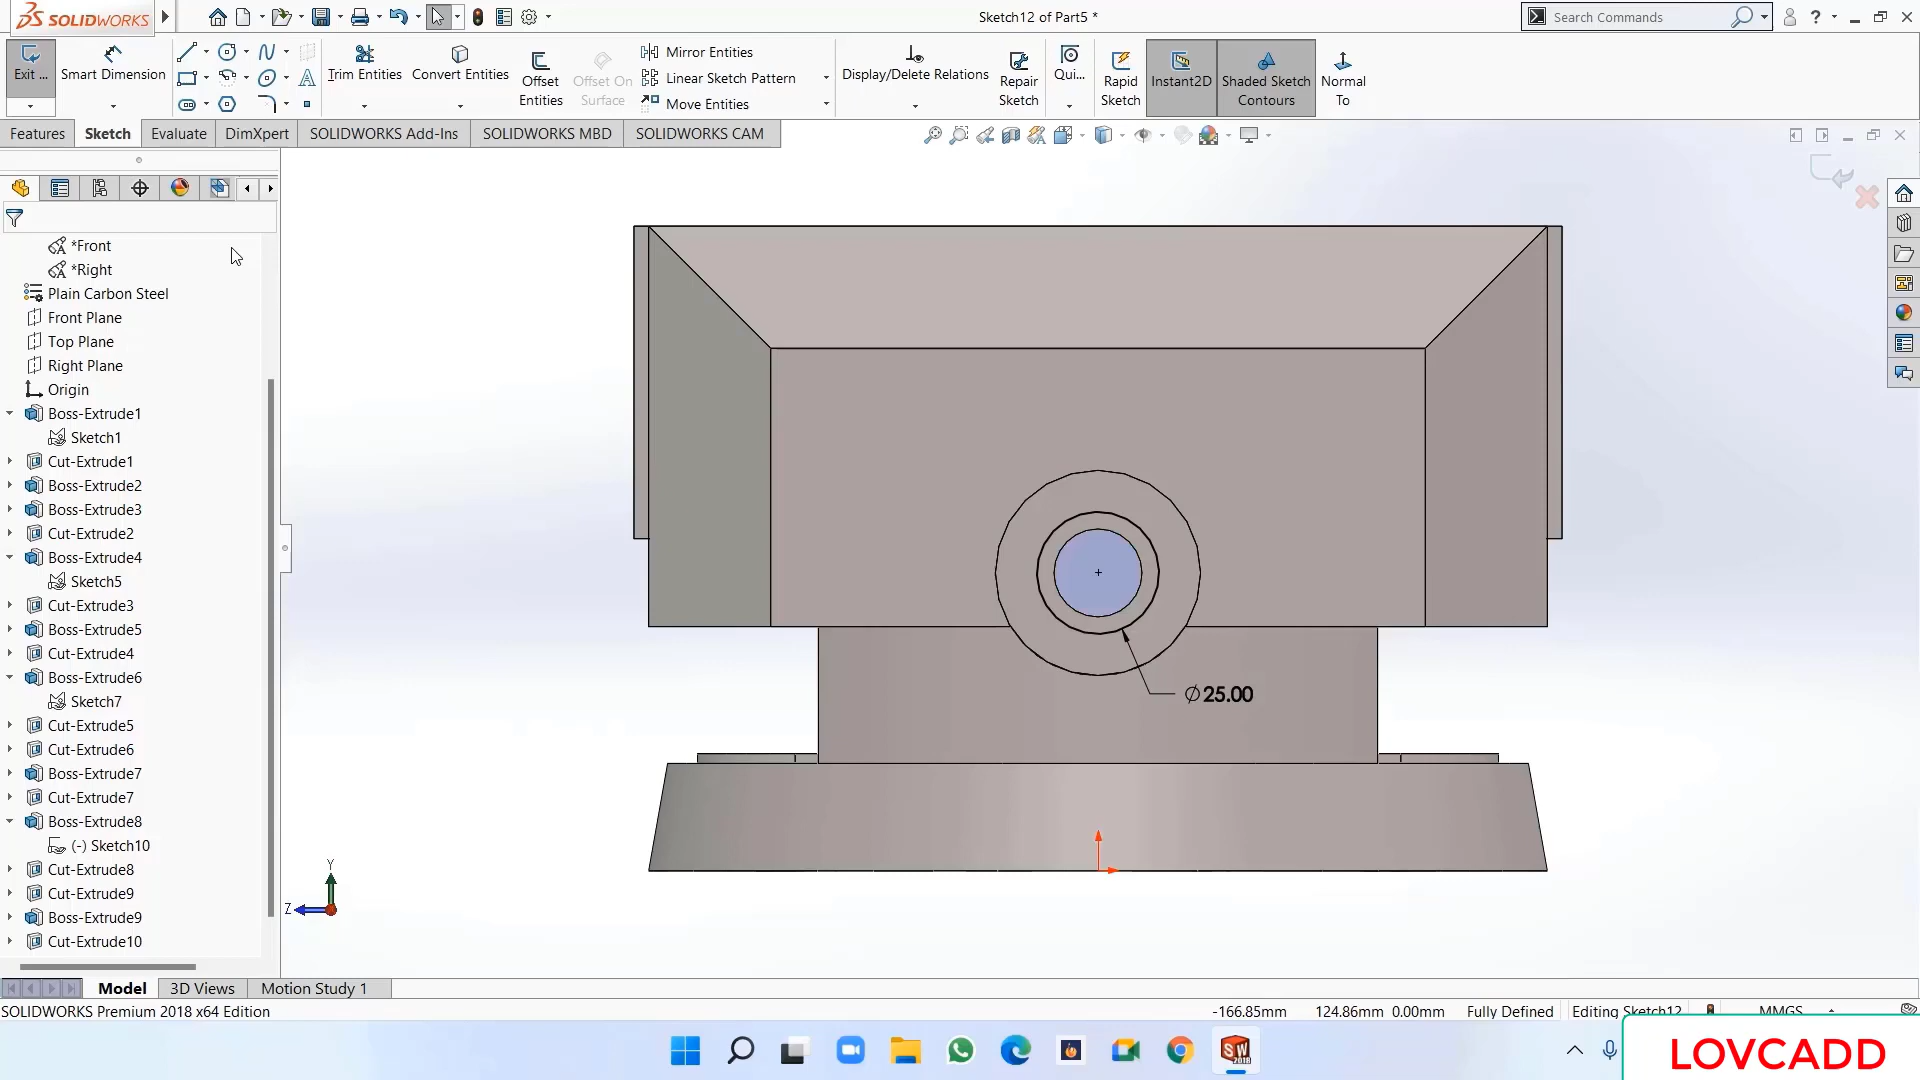 SOLIDWORKS
Sketch12 of Part5 *
Search Commands
?
Exit ...
Smart Dimension
Trim Entities
Convert Entities
Offset Entities
Offset On Surface
Mirror Entities
Linear Sketch Pattern
Move Entities
Display/Delete Relations
Repair Sketch
Qui...
Rapid Sketch
Instant2D
Shaded Sketch Contours
Normal To
Features
Sketch
Evaluate
DimXpert
SOLIDWORKS Add-Ins
SOLIDWORKS MBD
SOLIDWORKS CAM
*Front
*Right
Plain Carbon Steel
Front Plane
Top Plane
Right Plane
Origin
Boss-Extrude1
Sketch1
Cut-Extrude1
Boss-Extrude2
Boss-Extrude3
Cut-Extrude2
Boss-Extrude4
Sketch5
Cut-Extrude3
Boss-Extrude5
Cut-Extrude4
Boss-Extrude6
Sketch7
Cut-Extrude5
Cut-Extrude6
Boss-Extrude7
Cut-Extrude7
Boss-Extrude8
(-) Sketch10
Cut-Extrude8
Cut-Extrude9
Boss-Extrude9
Cut-Extrude10
∅25.00
Y
Z
Model
3D Views
Motion Study 1
SOLIDWORKS Premium 2018 x64 Edition
-166.85mm
124.86mm 0.00mm
Fully Defined
Editing Sketch12
MMGS
SW
2018
LOVCADD